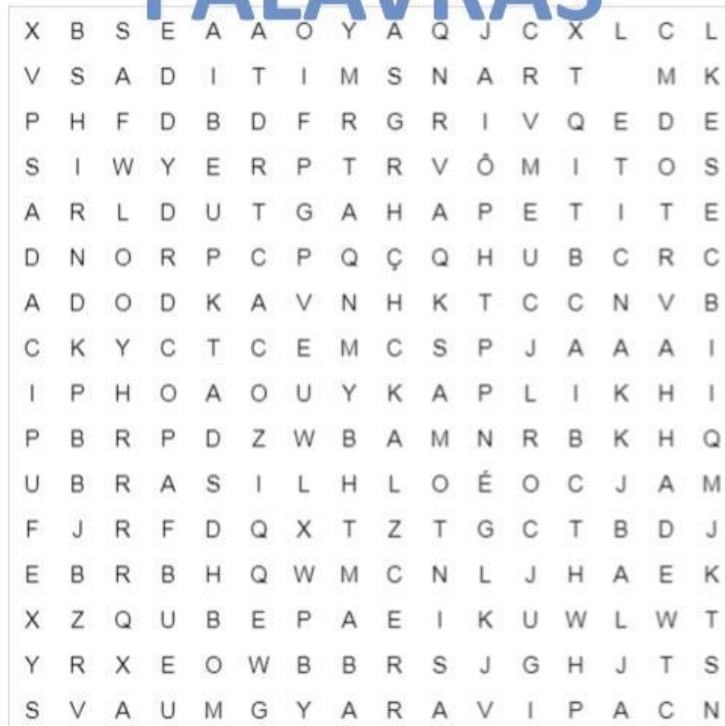 PALAVRAS
X B S E A A O Y A Q J C X L C L
V S A D I T I M S N A R T M K
P H F D B D F R G R I V Q E D E
S I W Y E R P T R V Ô M I T O S
A R L D U T G A H A P E T I T E
D N O R P C P Q Ç Q H U B C R C
A D O D K A V N H K T C C N V B
C K Y C T C E M C S P J A A A I
I P H O A O U Y K A P L I K H I
P B R P D Z W B A M N R B K H Q
U B R A S I L H L O É O C J A M
F J R F D Q X T Z T G C T B D J
E B R B H Q W M C N L J H A E K
X Z Q U B E P A E I K U W L W T
Y R X E O W B B R S J G H J T S
S V A U M G Y A R A V I P A C N